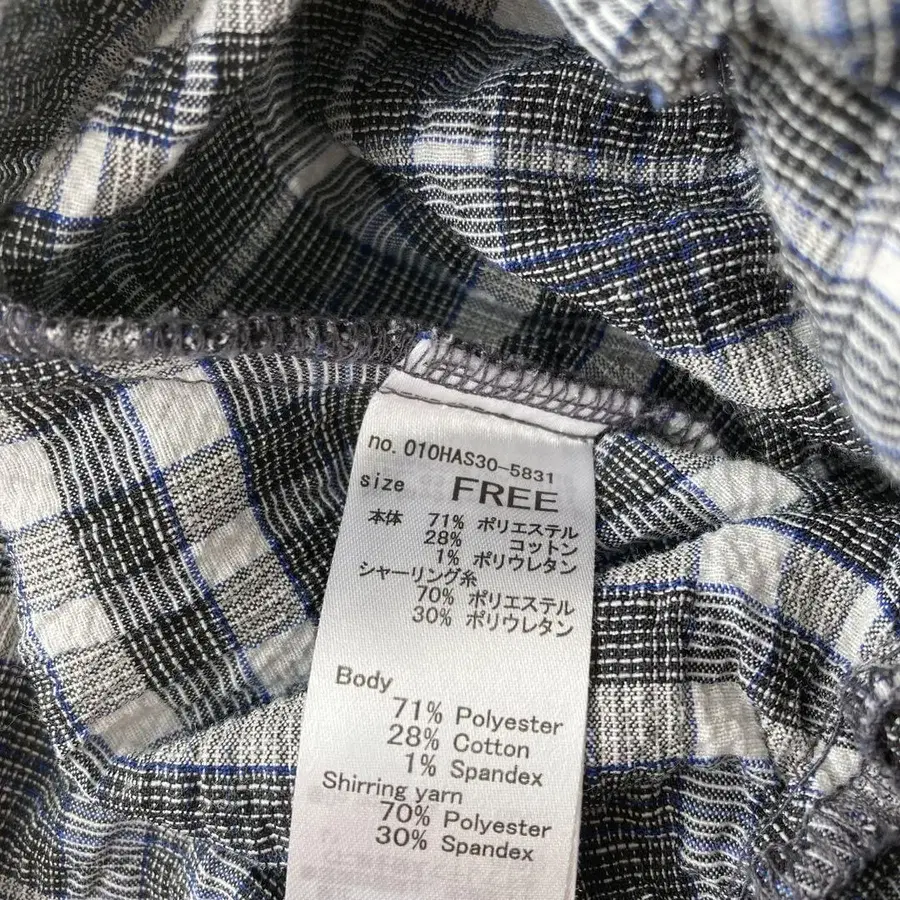 no. 010HAS30-5831
size FREE
本体 71% ポリエステル
28% コットン
1% ポリウレタン
シャーリング糸
70% ポリエステル
30% ポリウレタン
Body
71% Polyester
28% Cotton
1% Spandex
Shirring yarn
70% Polyester
30% Spandex